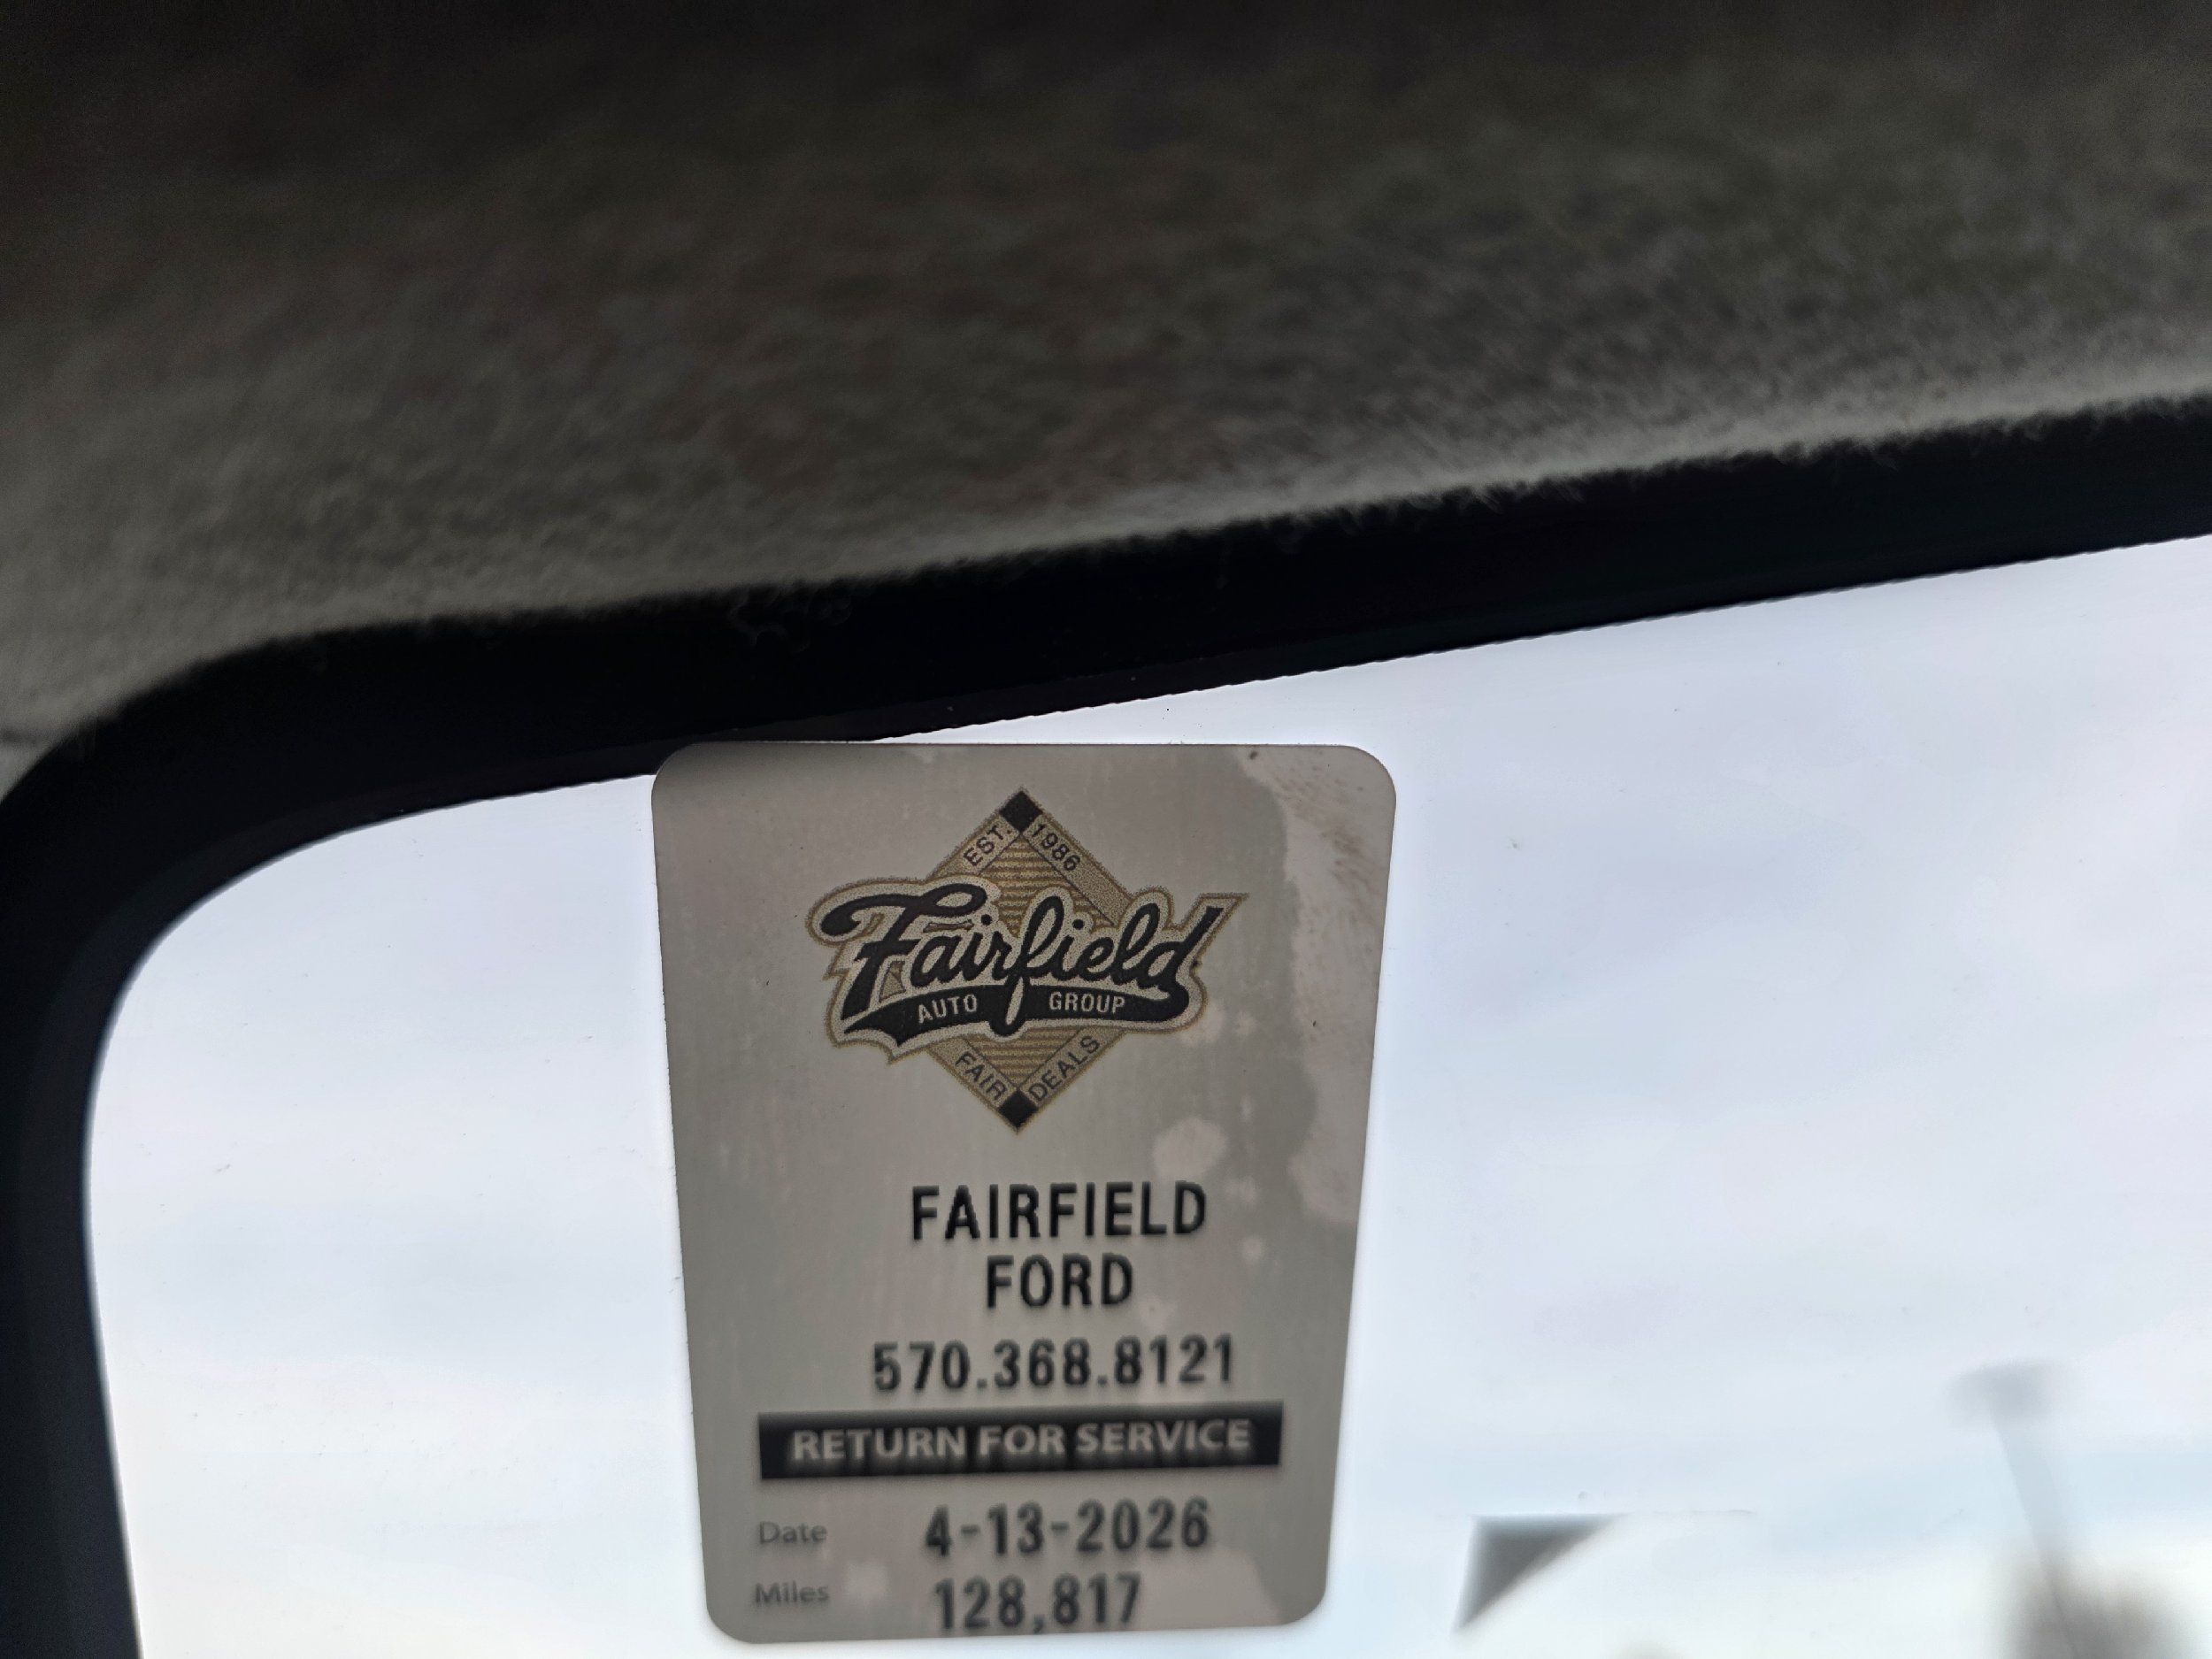 EST. 1986
Fairfield
AUTO GROUP
FAIR DEALS
FAIRFIELD
FORD
570.368.8121
RETURN FOR SERVICE
Date 4-13-2026
Miles 128,817